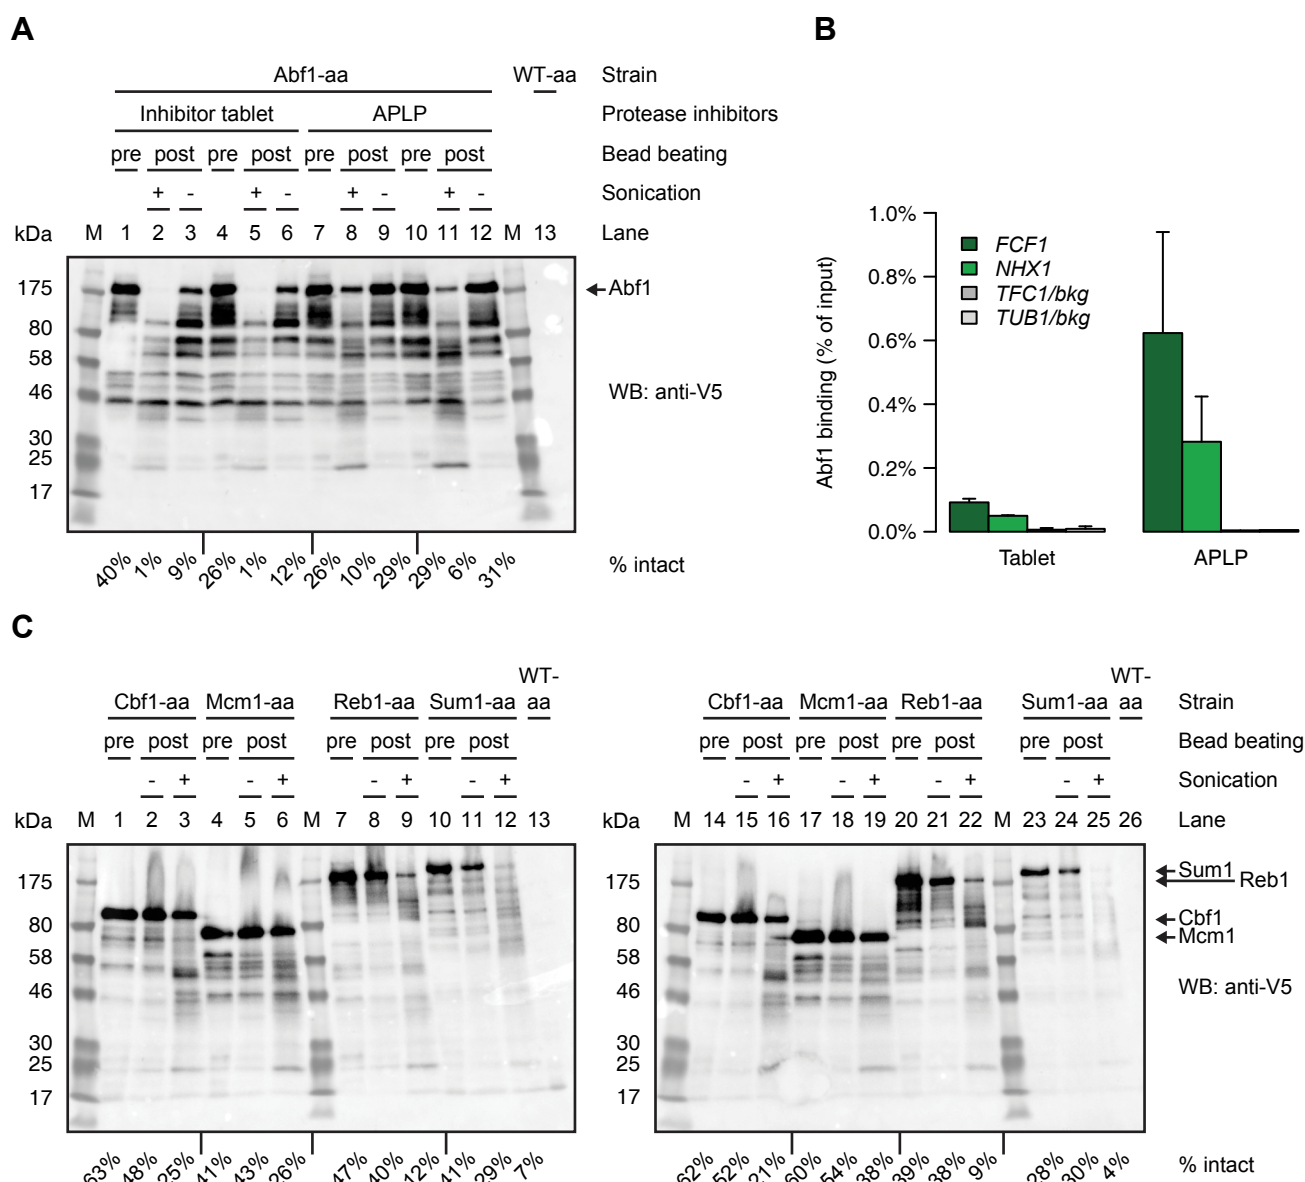 A
Abf1-aa WT-aa Strain
Inhibitor tablet APLP Protease inhibitors
pre post pre post pre post pre post Bead beating
+ - + - + - + - Sonication
kDa M 1 2 3 4 5 6 7 8 9 10 11 12 M 13 Lane
175
80
58
46
30
25
17
Abf1
WB: anti-V5
40% 1% 9% 26% 1% 12% 26% 10% 29% 29% 6% 31% % intact
B
Abf1 binding (% of input)
1.0%
0.8%
0.6%
0.4%
0.2%
0.0%
FCF1
NHX1
TFC1/bkg
TUB1/bkg
Tablet APLP
C
WT-
Cbf1-aa Mcm1-aa Reb1-aa Sum1-aa aa
pre post pre post pre post pre post
- + - + - + - +
kDa M 1 2 3 4 5 6 M 7 8 9 10 11 12 13
175
80
58
46
30
25
17
63% 48% 25% 41% 43% 26% 47% 40% 12% 41% 29% 7%
WT-
Cbf1-aa Mcm1-aa Reb1-aa Sum1-aa aa Strain
pre post pre post pre post pre post Bead beating
- + - + - + - + Sonication
kDa M 14 15 16 17 18 19 20 21 22 M 23 24 25 26 Lane
175
80
58
46
30
25
17
Sum1
Reb1
Cbf1
Mcm1
WB: anti-V5
62% 52% 21% 60% 54% 38% 39% 38% 9% 28% 30% 4% % intact